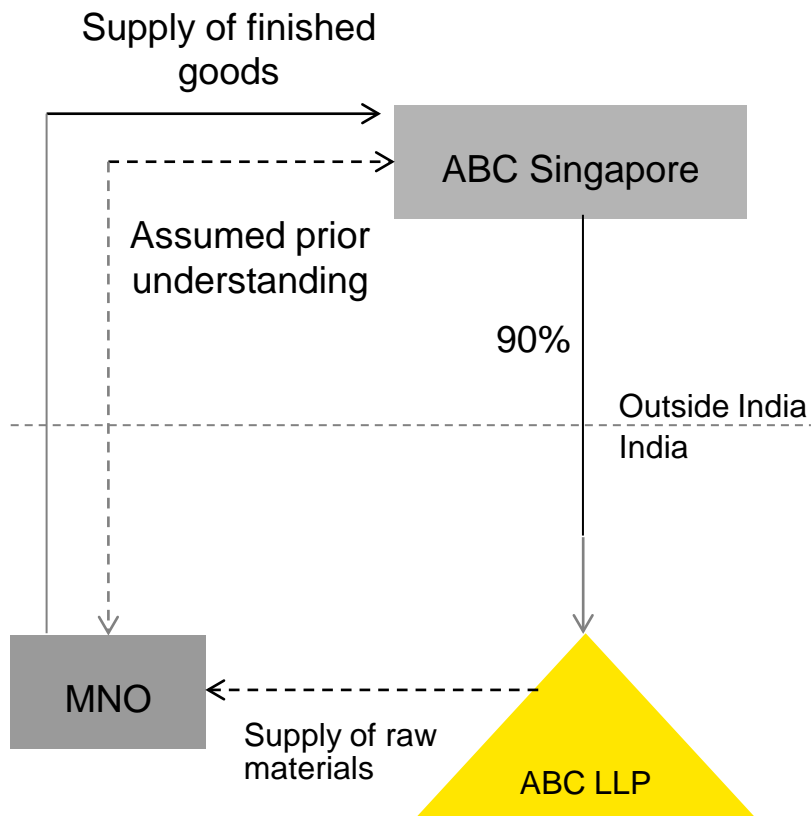 Supply of finished
goods
ABC Singapore
Assumed prior
understanding
90%
Outside India
India
MNO
Supply of raw
materials
ABC LLP